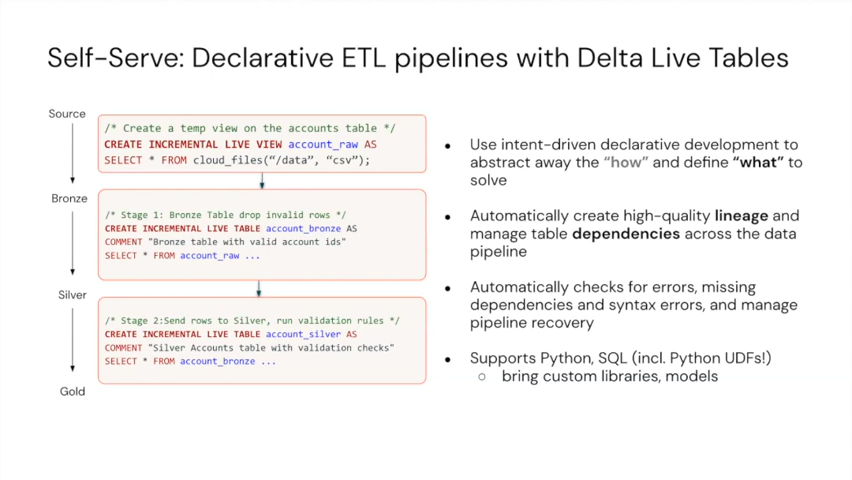 Self-Serve: Declarative ETL pipelines with Delta Live Tables
Source
/* Create a temp view on the accounts table */
CREATE INCREMENTAL LIVE VIEW account_raw AS
SELECT * FROM cloud_files(“/data”, “csv”);
Bronze
/* Stage 1: Bronze Table drop invalid rows */
CREATE INCREMENTAL LIVE TABLE account_bronze AS
COMMENT "Bronze table with valid account ids"
SELECT * FROM account_raw ...
Silver
/* Stage 2:Send rows to Silver, run validation rules */
CREATE INCREMENTAL LIVE TABLE account_silver AS
COMMENT "Silver Accounts table with validation checks"
SELECT * FROM account_bronze ...
Gold
● Use intent-driven declarative development to
abstract away the “how” and define “what” to
solve
● Automatically create high-quality lineage and
manage table dependencies across the data
pipeline
● Automatically checks for errors, missing
dependencies and syntax errors, and manage
pipeline recovery
● Supports Python, SQL (incl. Python UDFs!)
○ bring custom libraries, models